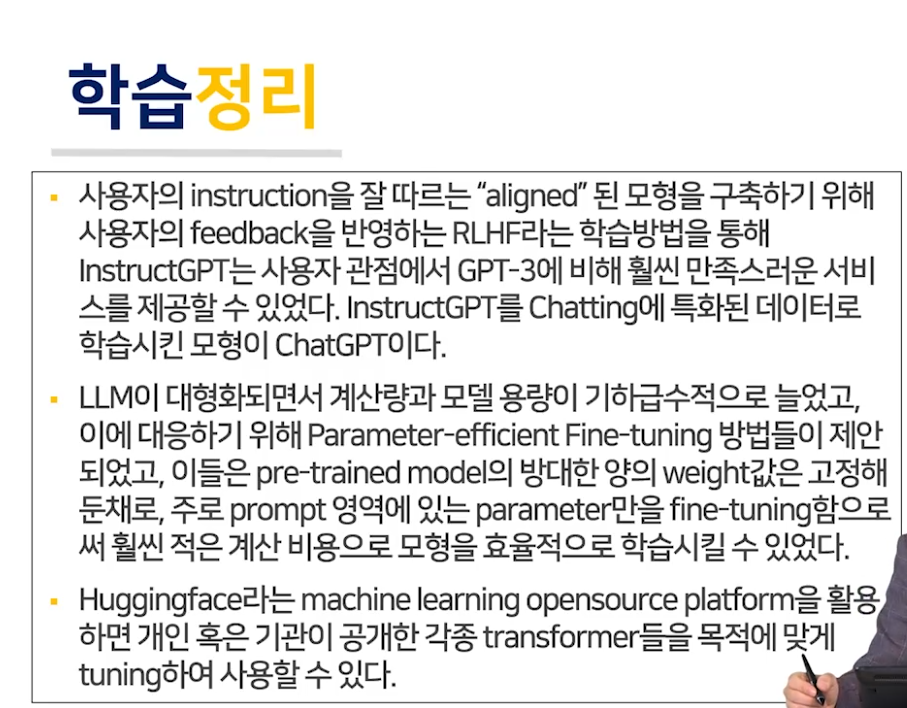 학습정리
▪ 사용자의 instruction을 잘 따르는 “aligned” 된 모형을 구축하기 위해
사용자의 feedback을 반영하는 RLHF라는 학습방법을 통해
InstructGPT는 사용자 관점에서 GPT-3에 비해 훨씬 만족스러운 서비
스를 제공할 수 있었다. InstructGPT를 Chatting에 특화된 데이터로
학습시킨 모형이 ChatGPT이다.
▪ LLM이 대형화되면서 계산량과 모델 용량이 기하급수적으로 늘었고,
이에 대응하기 위해 Parameter-efficient Fine-tuning 방법들이 제안
되었고, 이들은 pre-trained model의 방대한 양의 weight값은 고정해
둔채로, 주로 prompt 영역에 있는 parameter만을 fine-tuning함으로
써 훨씬 적은 계산 비용으로 모형을 효율적으로 학습시킬 수 있었다.
▪ Huggingface라는 machine learning opensource platform을 활용
하면 개인 혹은 기관이 공개한 각종 transformer들을 목적에 맞게
tuning하여 사용할 수 있다.